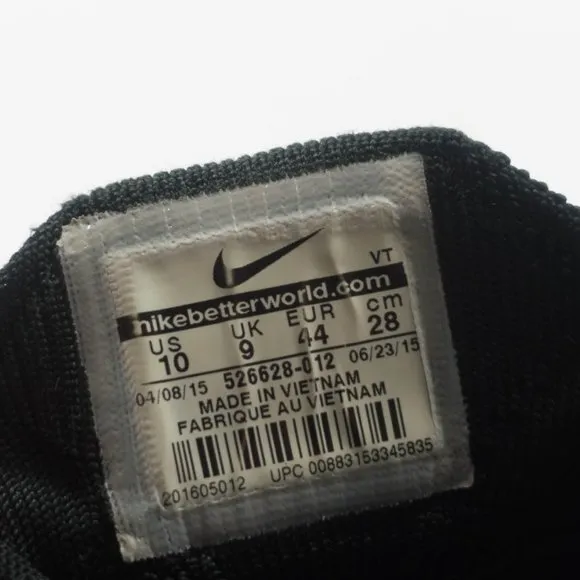 VT
nikebetterworld.com
US UK EUR cm
10 9 44 28
04/08/15 526628-012 06/23/15
MADE IN VIETNAM
FABRIQUE AU VIETNAM
201605012 UPC 00883153345835